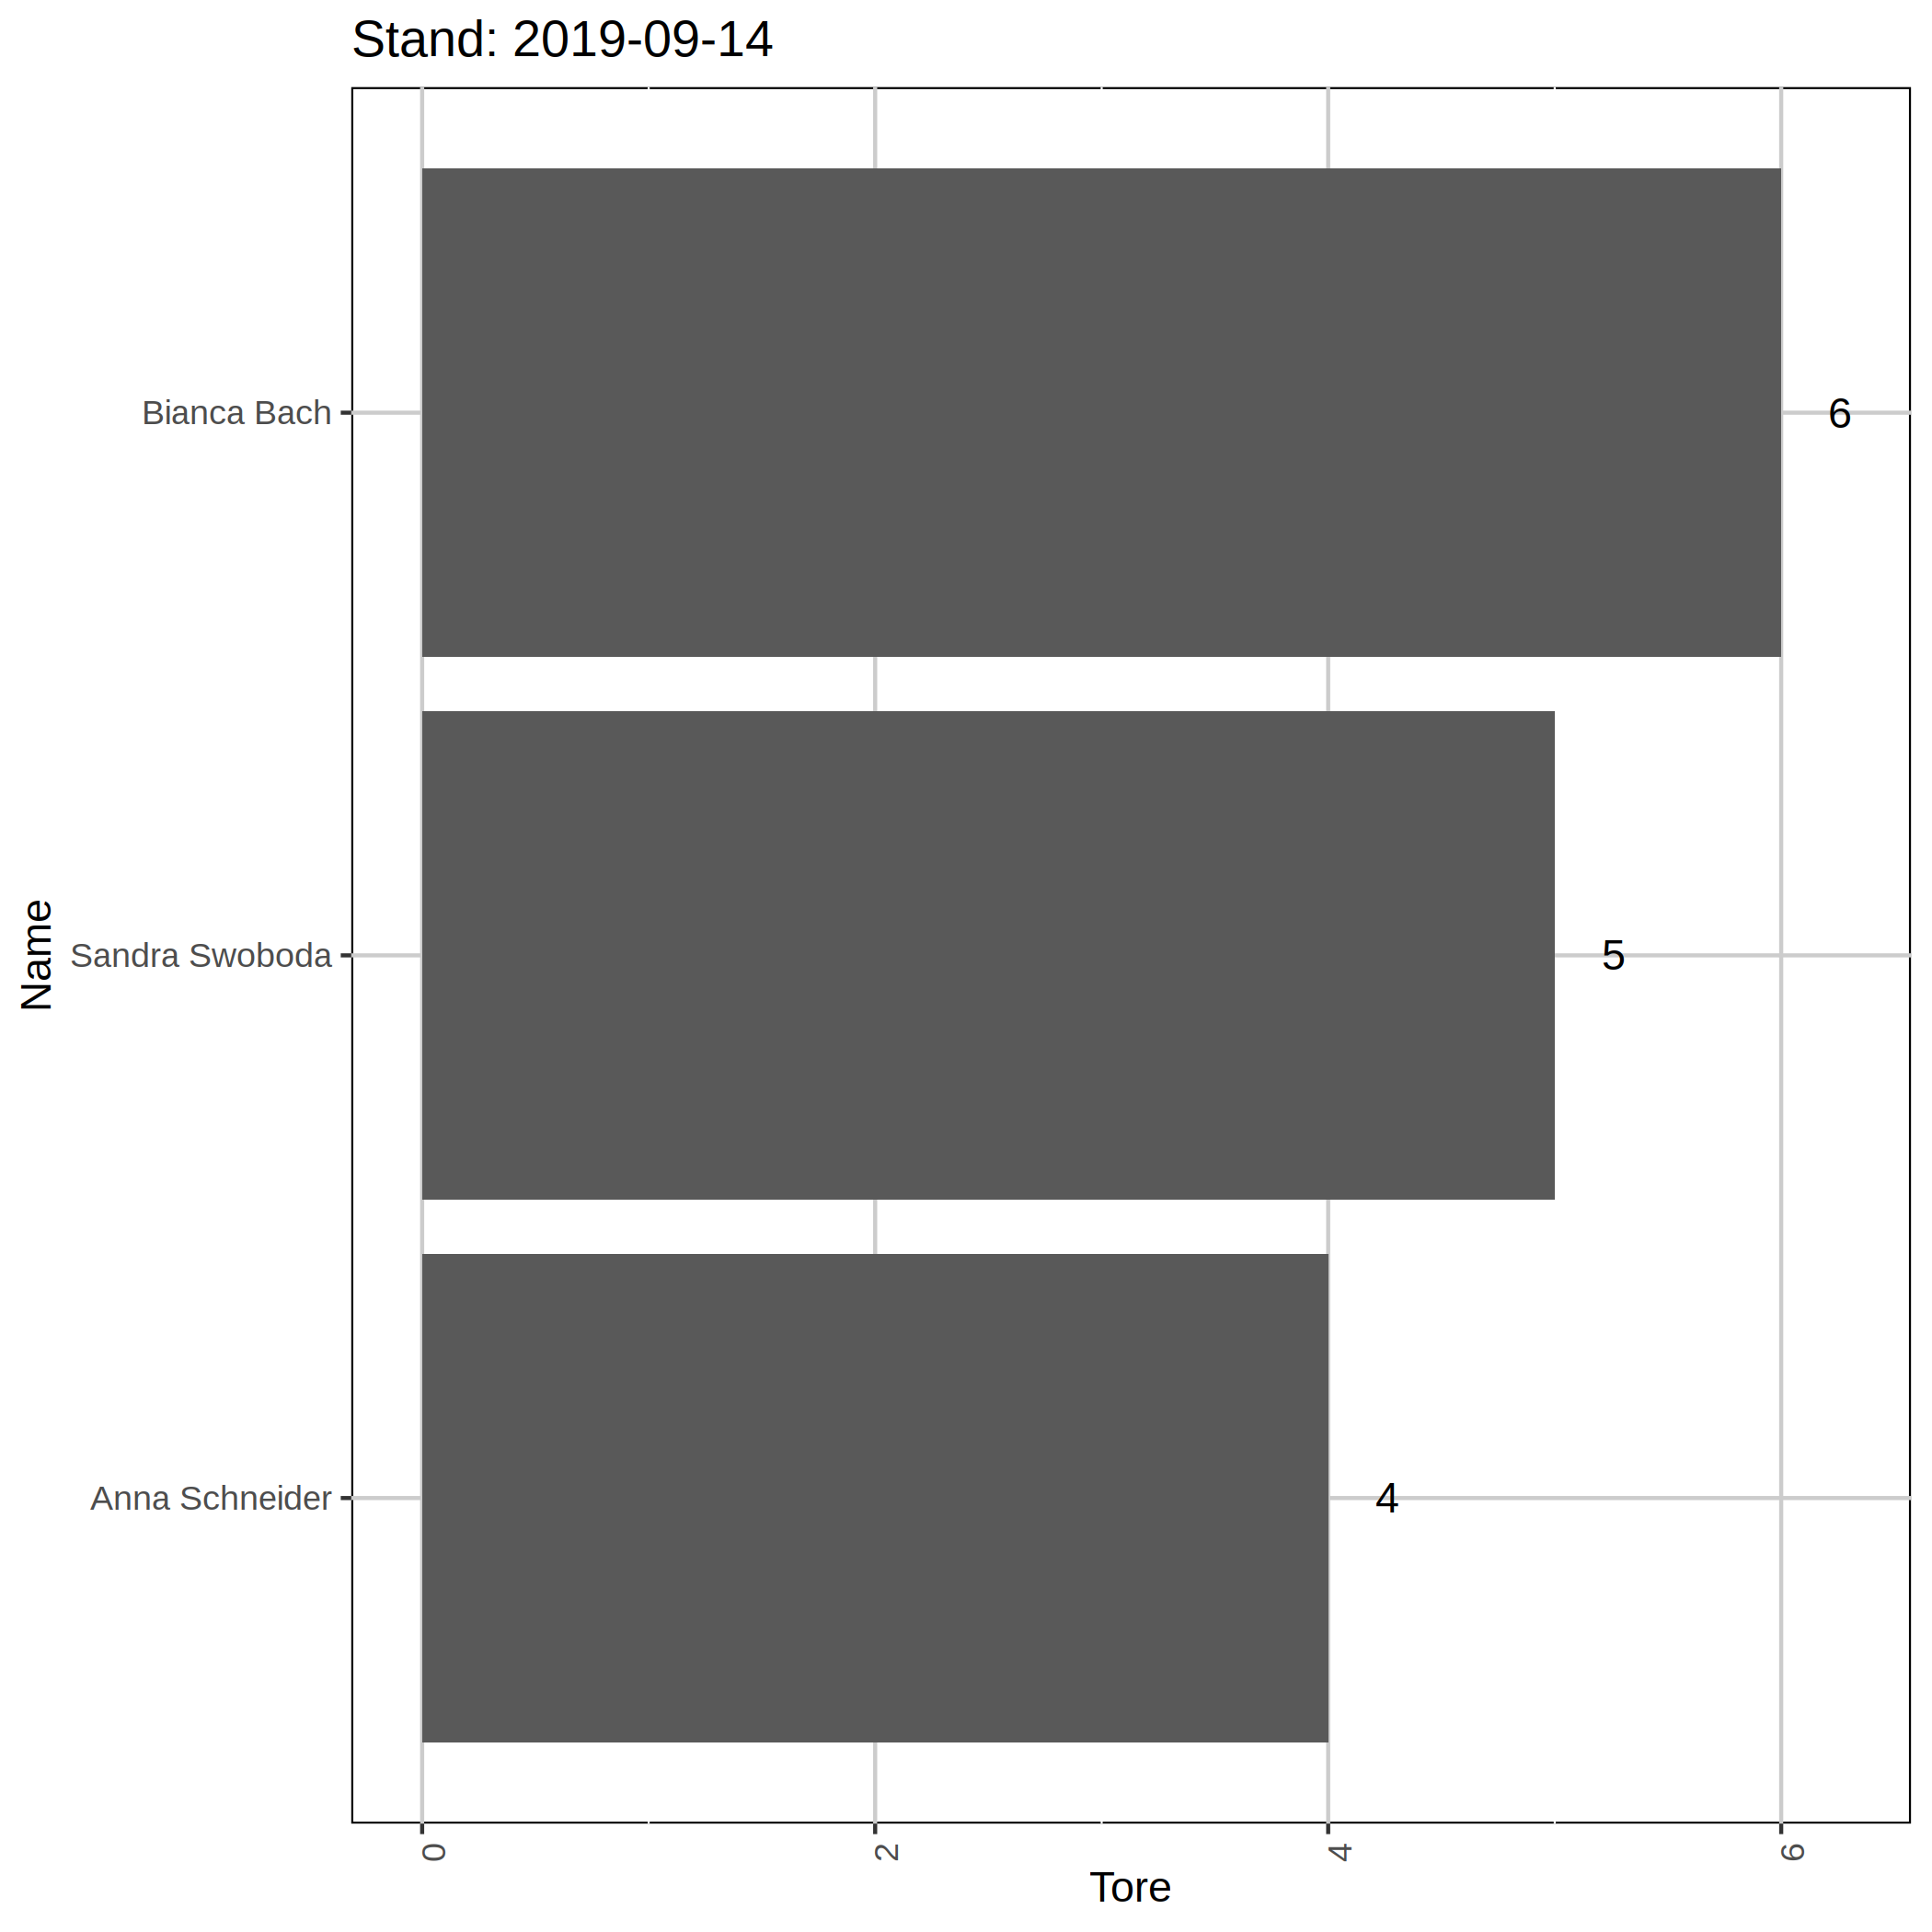 Stand: 2019-09-14
Name
Bianca Bach
6
Sandra Swoboda
5
Anna Schneider
4
0 2 4 6
Tore